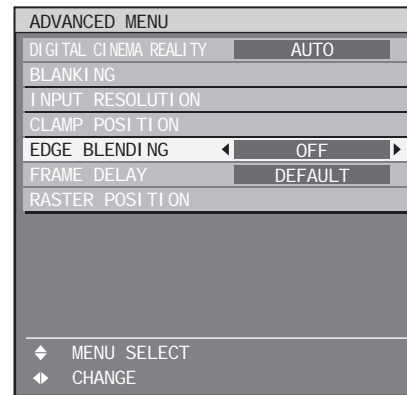 ADVANCED MENU
DIGITAL CINEMA REALITY AUTO
BLANKING
INPUT RESOLUTION
CLAMP POSITION
EDGE BLENDING OFF
FRAME DELAY DEFAULT
RASTER POSITION
MENU SELECT
CHANGE